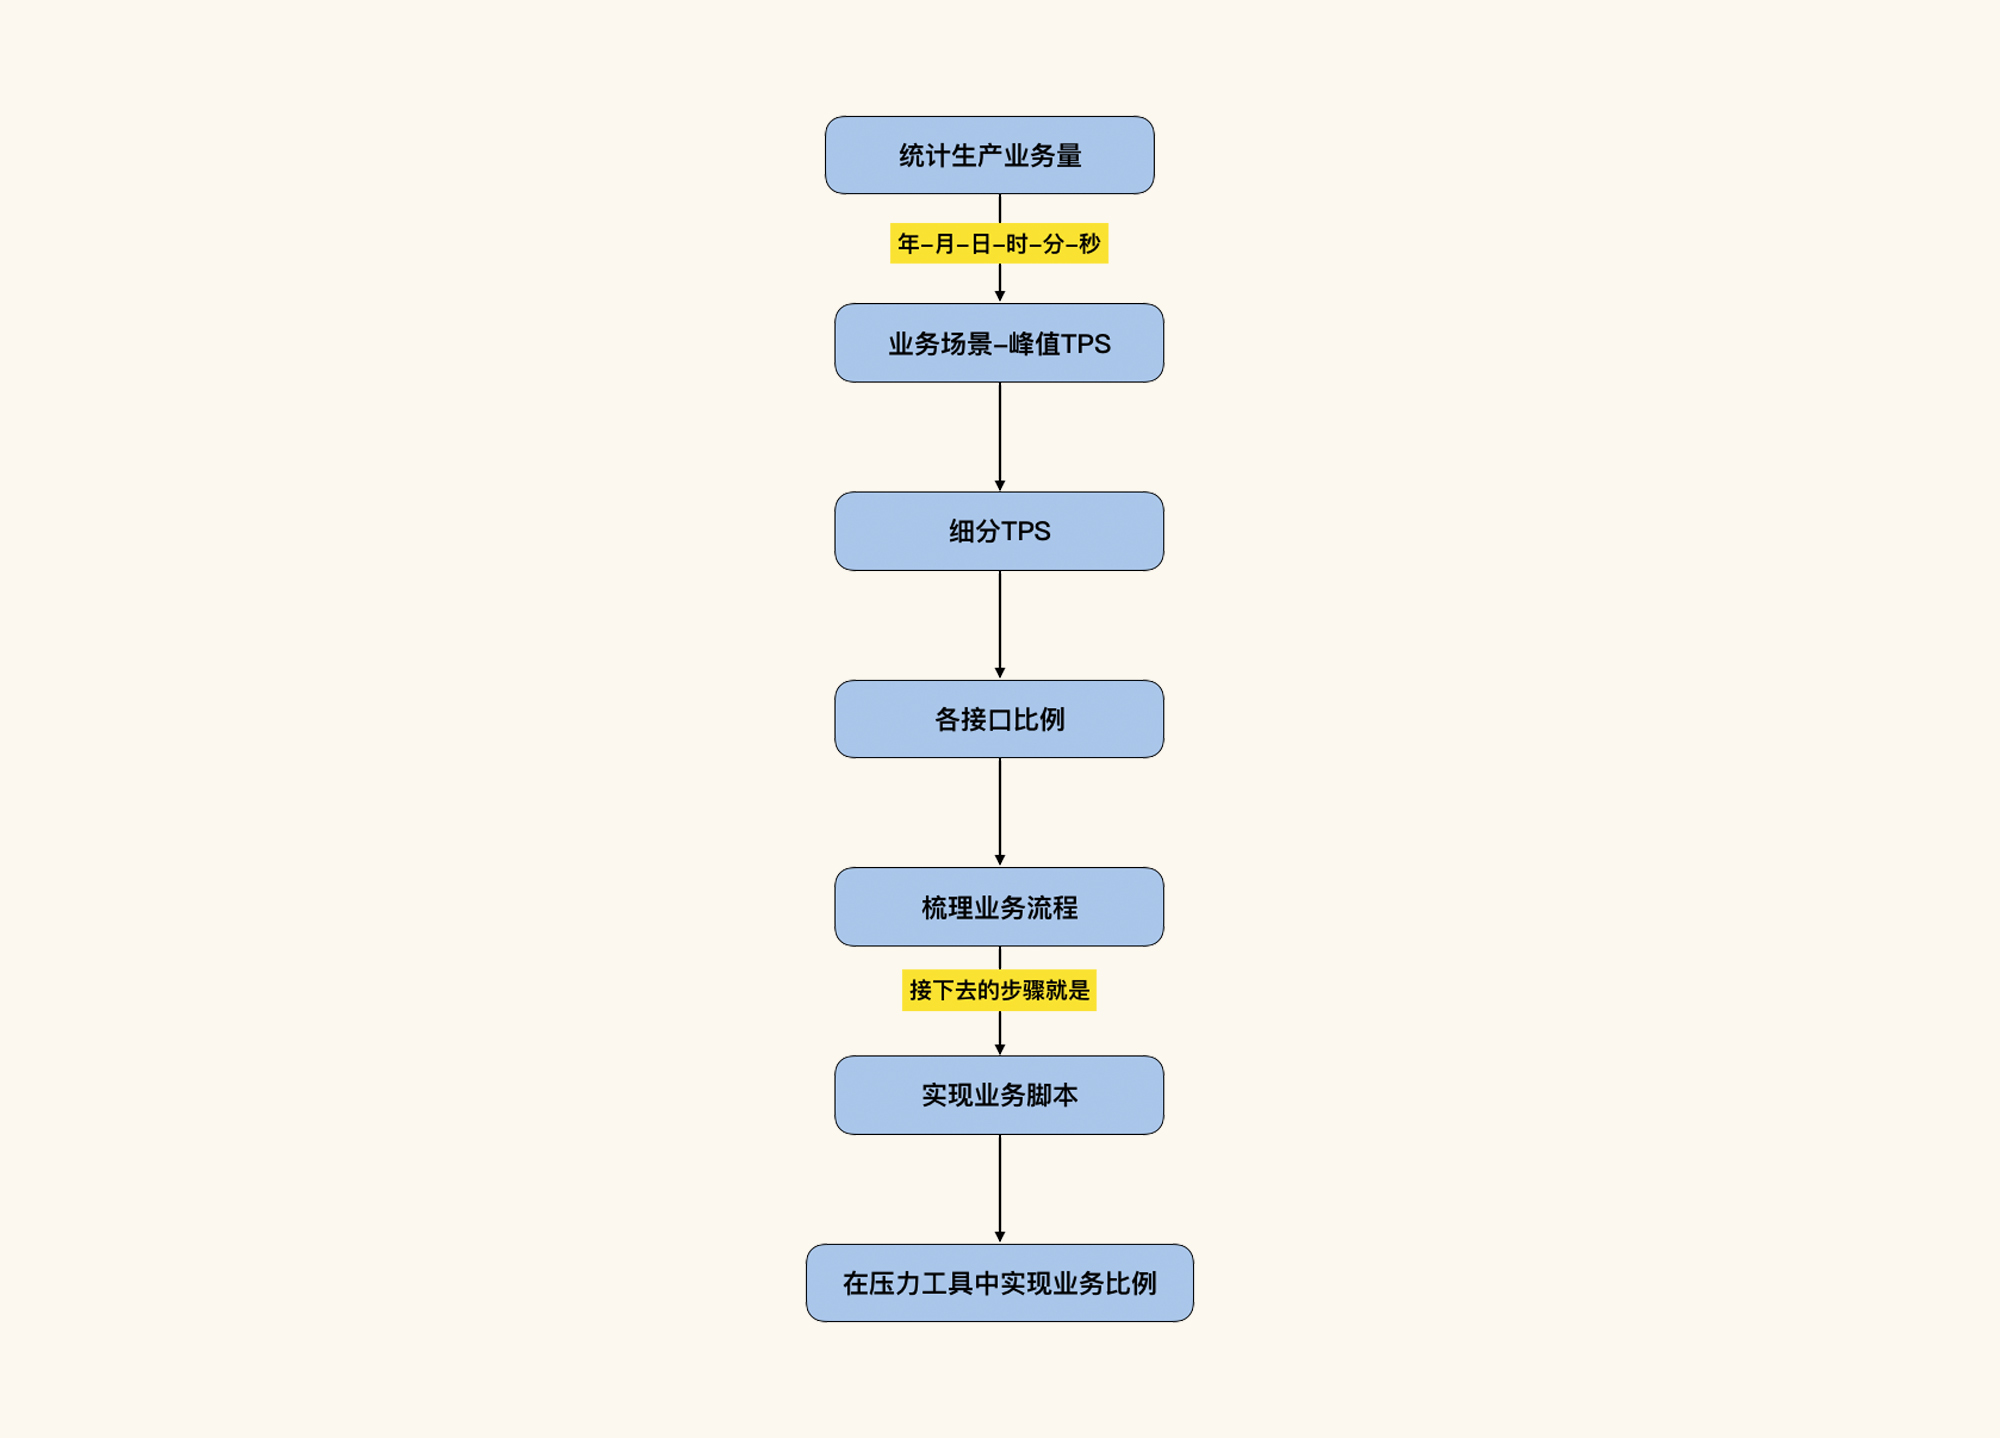 统计生产业务量
年-月-日-时-分-秒
业务场景-峰值TPS
细分TPS
各接口比例
梳理业务流程
接下去的步骤就是
实现业务脚本
在压力工具中实现业务比例